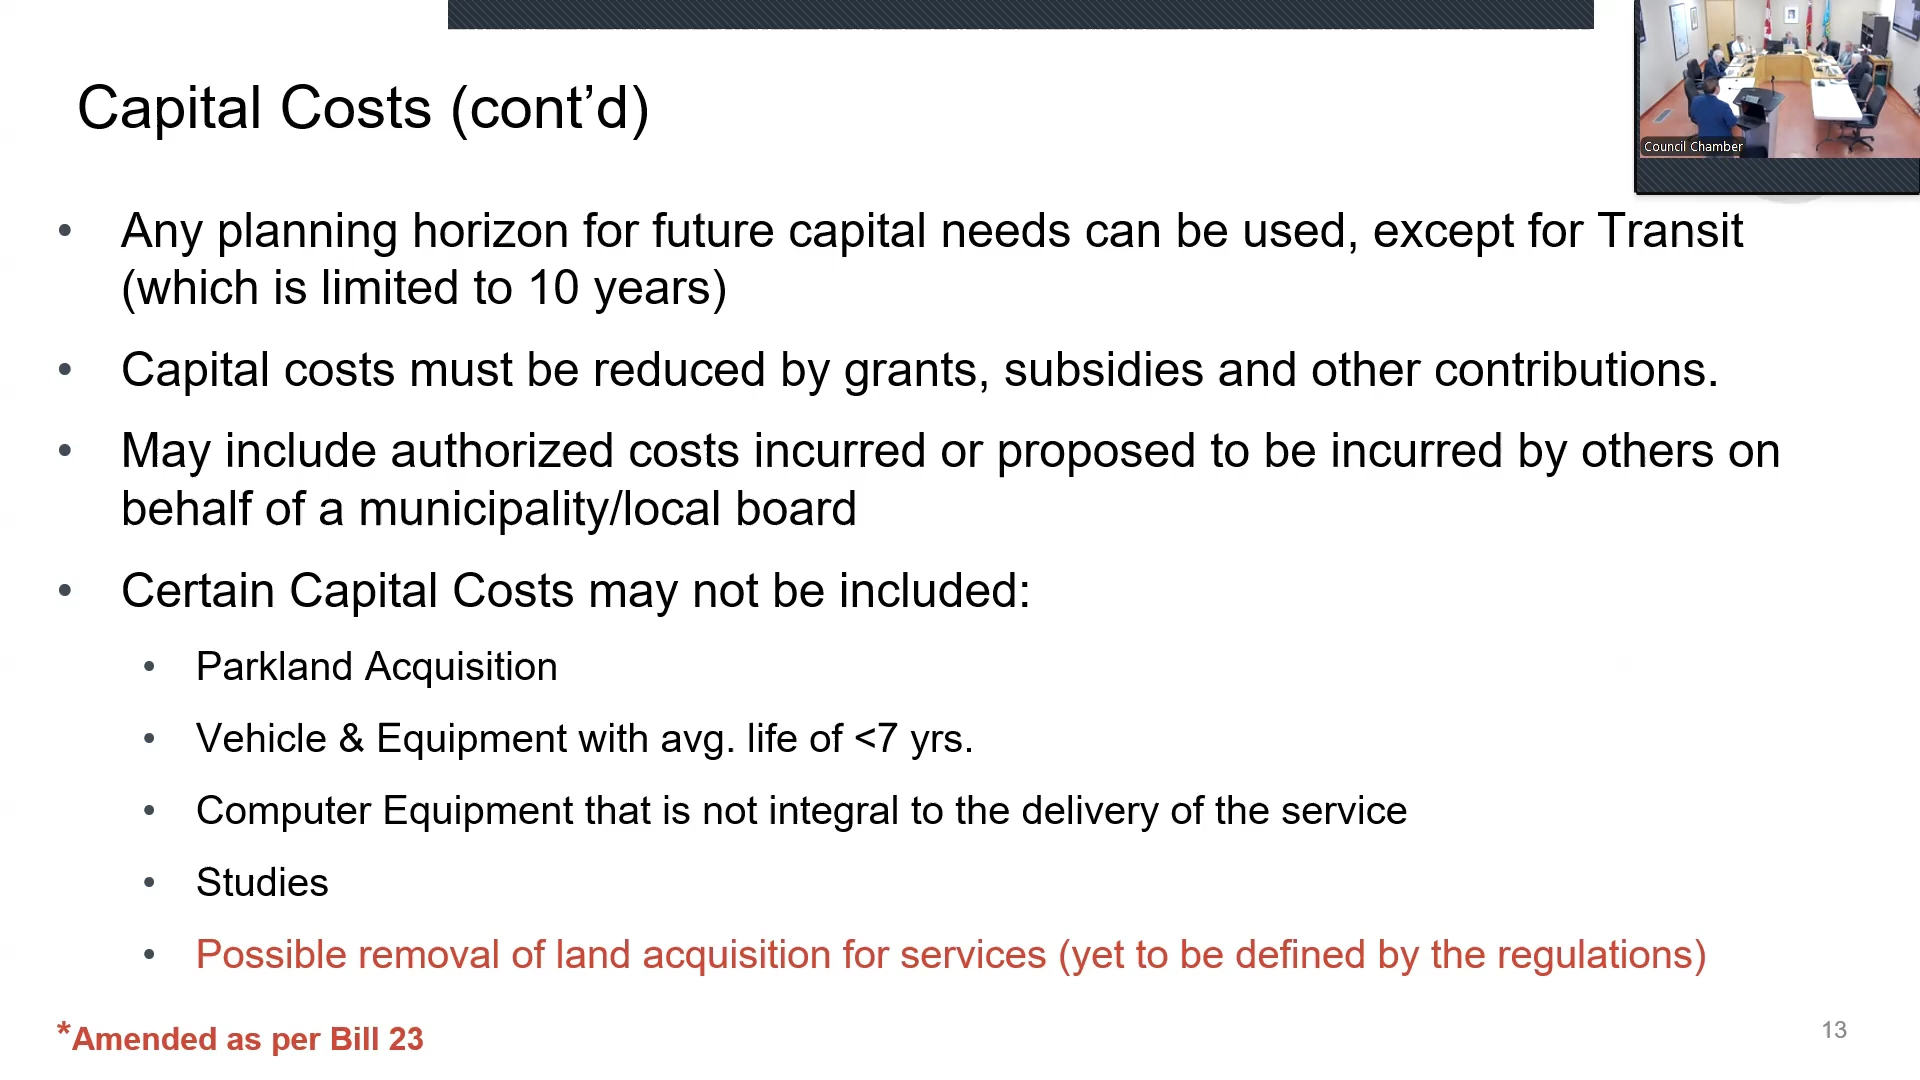 Capital Costs (cont’d)
Council Chamber
• Any planning horizon for future capital needs can be used, except for Transit
(which is limited to 10 years)
• Capital costs must be reduced by grants, subsidies and other contributions.
• May include authorized costs incurred or proposed to be incurred by others on
behalf of a municipality/local board
• Certain Capital Costs may not be included:
• Parkland Acquisition
• Vehicle & Equipment with avg. life of <7 yrs.
• Computer Equipment that is not integral to the delivery of the service
• Studies
• Possible removal of land acquisition for services (yet to be defined by the regulations)
*Amended as per Bill 23
13